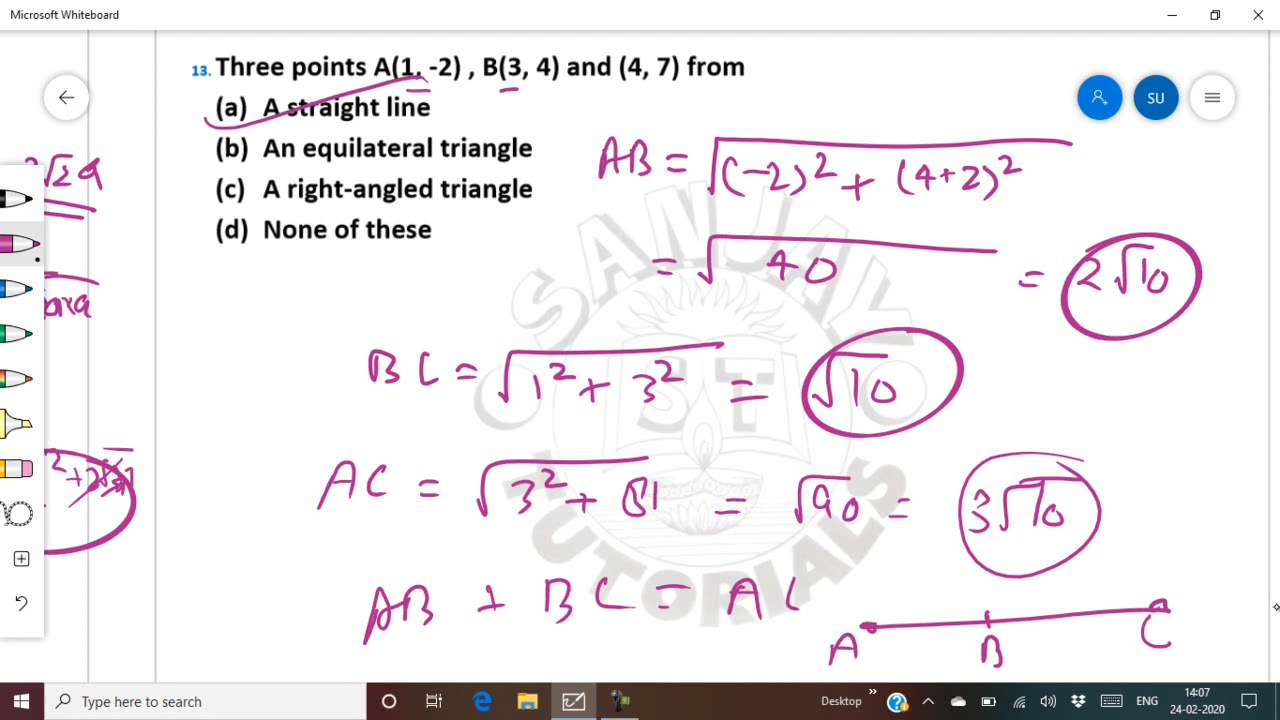 Microsoft Whiteboard
13. Three points A(1, -2) , B(3, 4) and (4, 7) from
(a) A straight line
(b) An equilateral triangle
(c) A right-angled triangle
(d) None of these
SU
AB = √(-2)² + (4+2)²
= √40 = 2√10
BC = √1² + 3² = √10
AC = √3² + 81 = √90 = 3√10
AB + BC = AC
A B C
SANJAY
ST
TUTORIALS
Type here to search
Desktop
ENG
14:07
24-02-2020